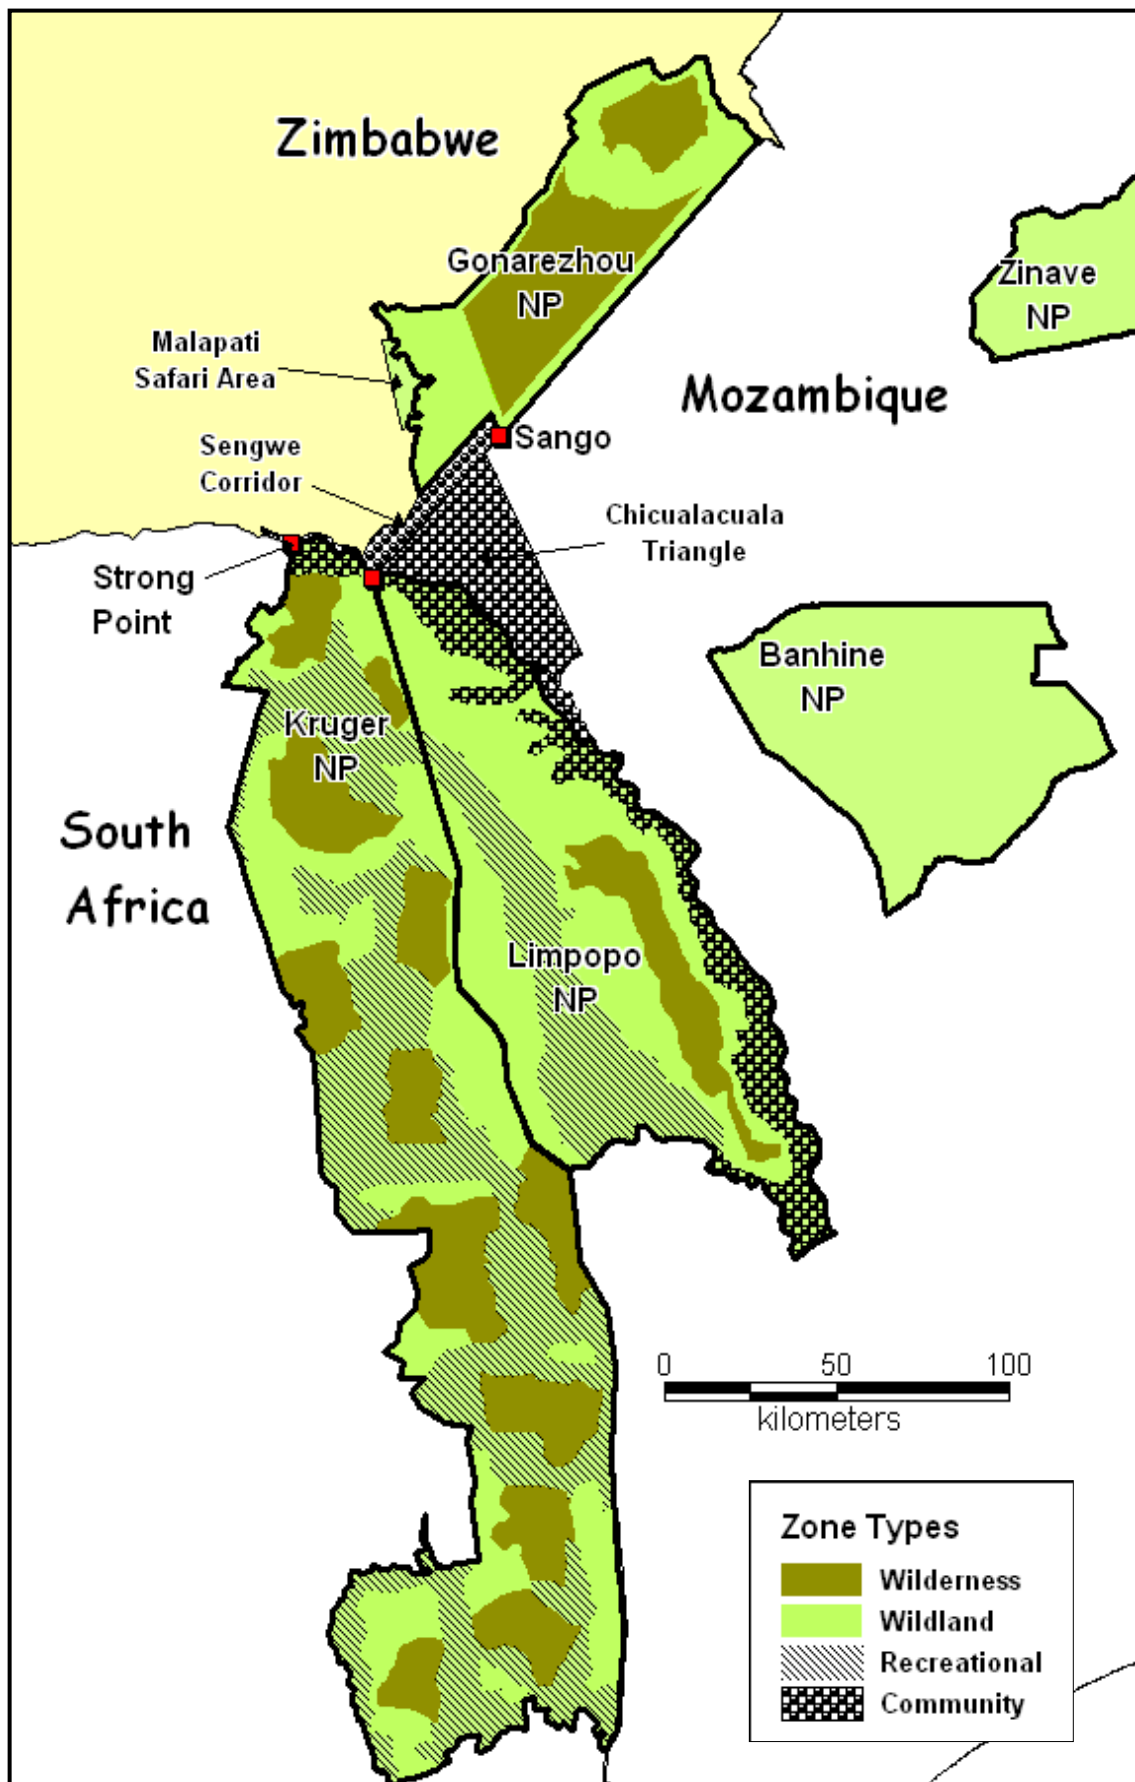 Zimbabwe
Gonarezhou
NP
Zinave
NP
Malapati
Safari Area
Mozambique
Sengwe
Corridor
Sango
Chicualacuala
Triangle
Strong
Point
Banhine
NP
Kruger
NP
South
Africa
Limpopo
NP
0 50 100
kilometers
Zone Types
Wilderness
Wildland
Recreational
Community